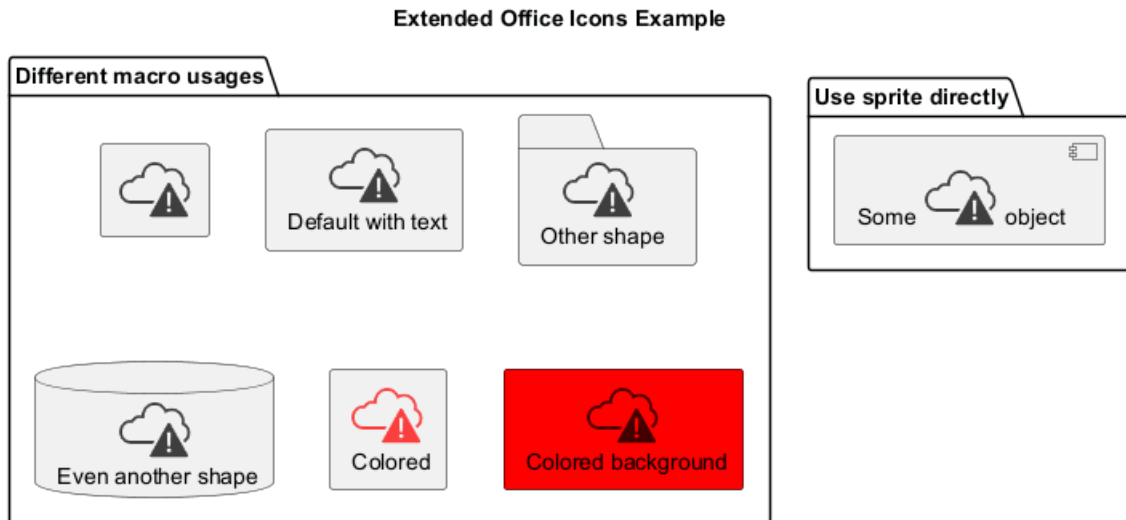 Extended Office Icons Example
Different macro usages
Default with text
Other shape
Even another shape
Colored
Colored background
Use sprite directly
Some object